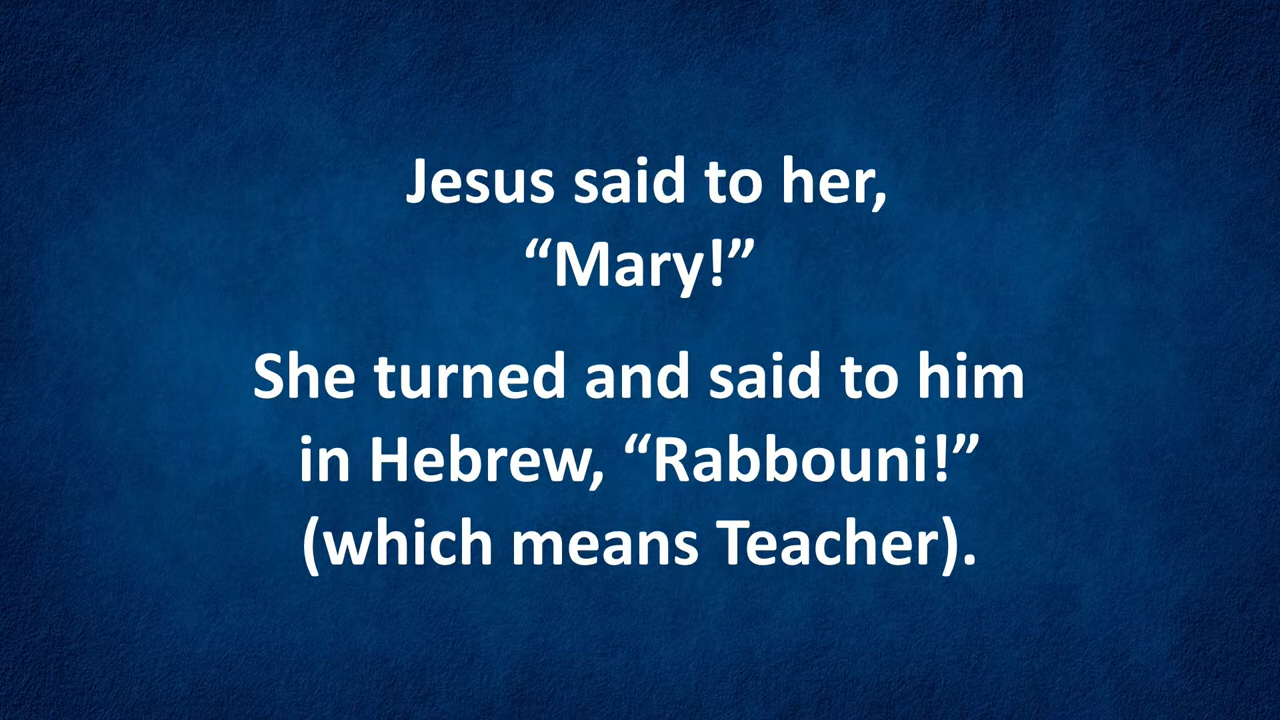 Jesus said to her,
“Mary!”
She turned and said to him
in Hebrew, “Rabbouni!”
(which means Teacher).